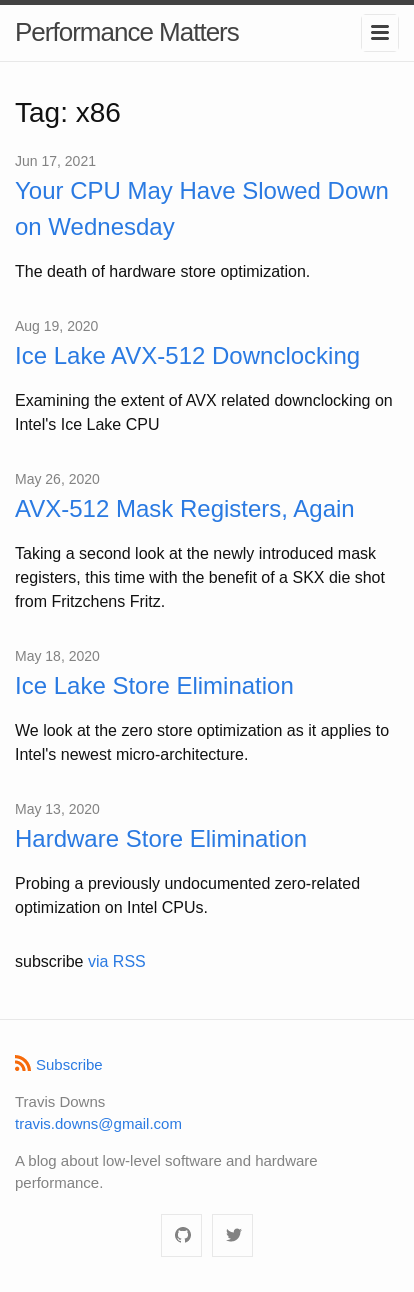 Performance Matters
Tag: x86
Jun 17, 2021
Your CPU May Have Slowed Down
on Wednesday
The death of hardware store optimization.
Aug 19, 2020
Ice Lake AVX-512 Downclocking
Examining the extent of AVX related downclocking on
Intel's Ice Lake CPU
May 26, 2020
AVX-512 Mask Registers, Again
Taking a second look at the newly introduced mask
registers, this time with the benefit of a SKX die shot
from Fritzchens Fritz.
May 18, 2020
Ice Lake Store Elimination
We look at the zero store optimization as it applies to
Intel's newest micro-architecture.
May 13, 2020
Hardware Store Elimination
Probing a previously undocumented zero-related
optimization on Intel CPUs.
subscribe via RSS
Subscribe
Travis Downs
travis.downs@gmail.com
A blog about low-level software and hardware
performance.